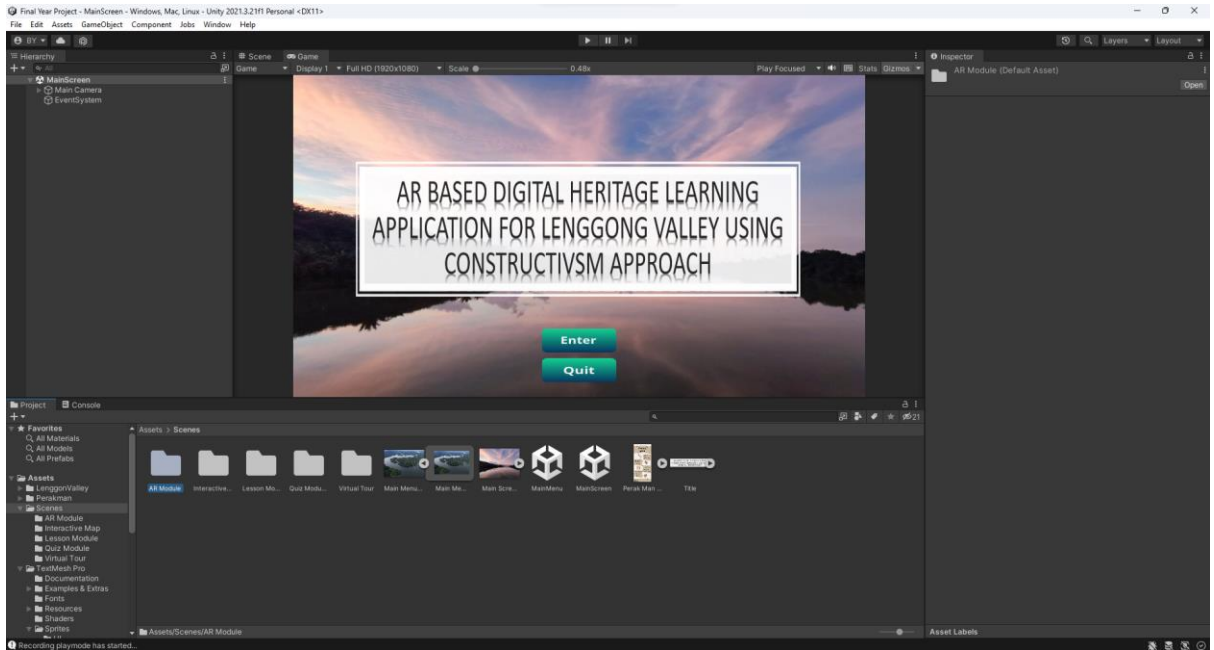 Final Year Project - MainScreen - Windows, Mac, Linux - Unity 2021.3.21f1 Personal <DX11>
File Edit Assets GameObject Component Jobs Window Help
BY Layers Layout
Hierarchy Scene Game Inspector
All Game Display 1 Full HD (1920x1080) Scale 0.48x Play Focused Stats Gizmos AR Module (Default Asset)
MainScreen
Open
Main Camera
EventSystem
AR BASED DIGITAL HERITAGE LEARNING
APPLICATION FOR LENGGONG VALLEY USING
CONSTRUCTIVSM APPROACH
Enter
Quit
Project Console
21
Favorites
Assets > Scenes
All Materials
All Models
All Prefabs
Assets
LenggonValley
Perakman
Scenes
AR Module
Interactive Map
Lesson Module
Quiz Module
Virtual Tour
TextMesh Pro
Documentation
Examples & Extras
Fonts
Resources
Shaders
Sprites
AR Module Interactive... Lesson Mo... Quiz Modu... Virtual Tour Main Menu... Main Me... Main Scre... MainMenu MainScreen Perak Man ... Title
Assets/Scenes/AR Module
Asset Labels
Recording playmode has started...